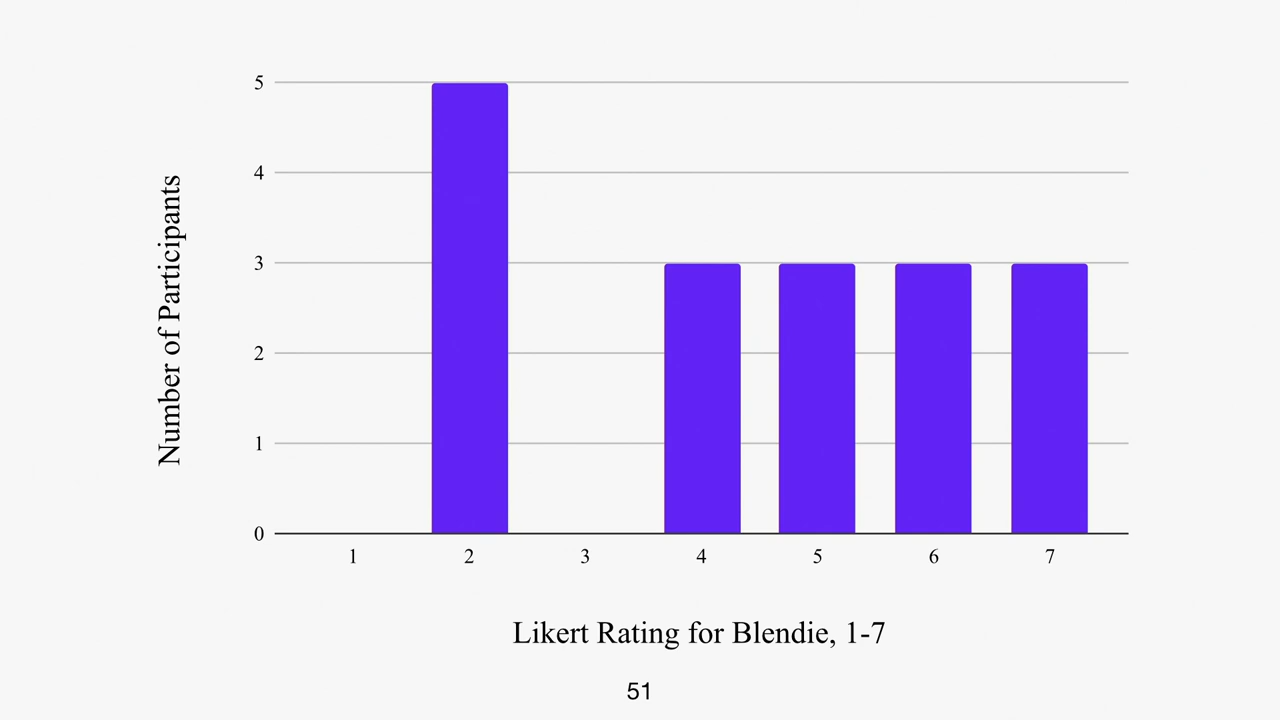 5
4
3
2
1
0
Number of Participants
1 2 3 4 5 6 7
Likert Rating for Blendie, 1-7
51